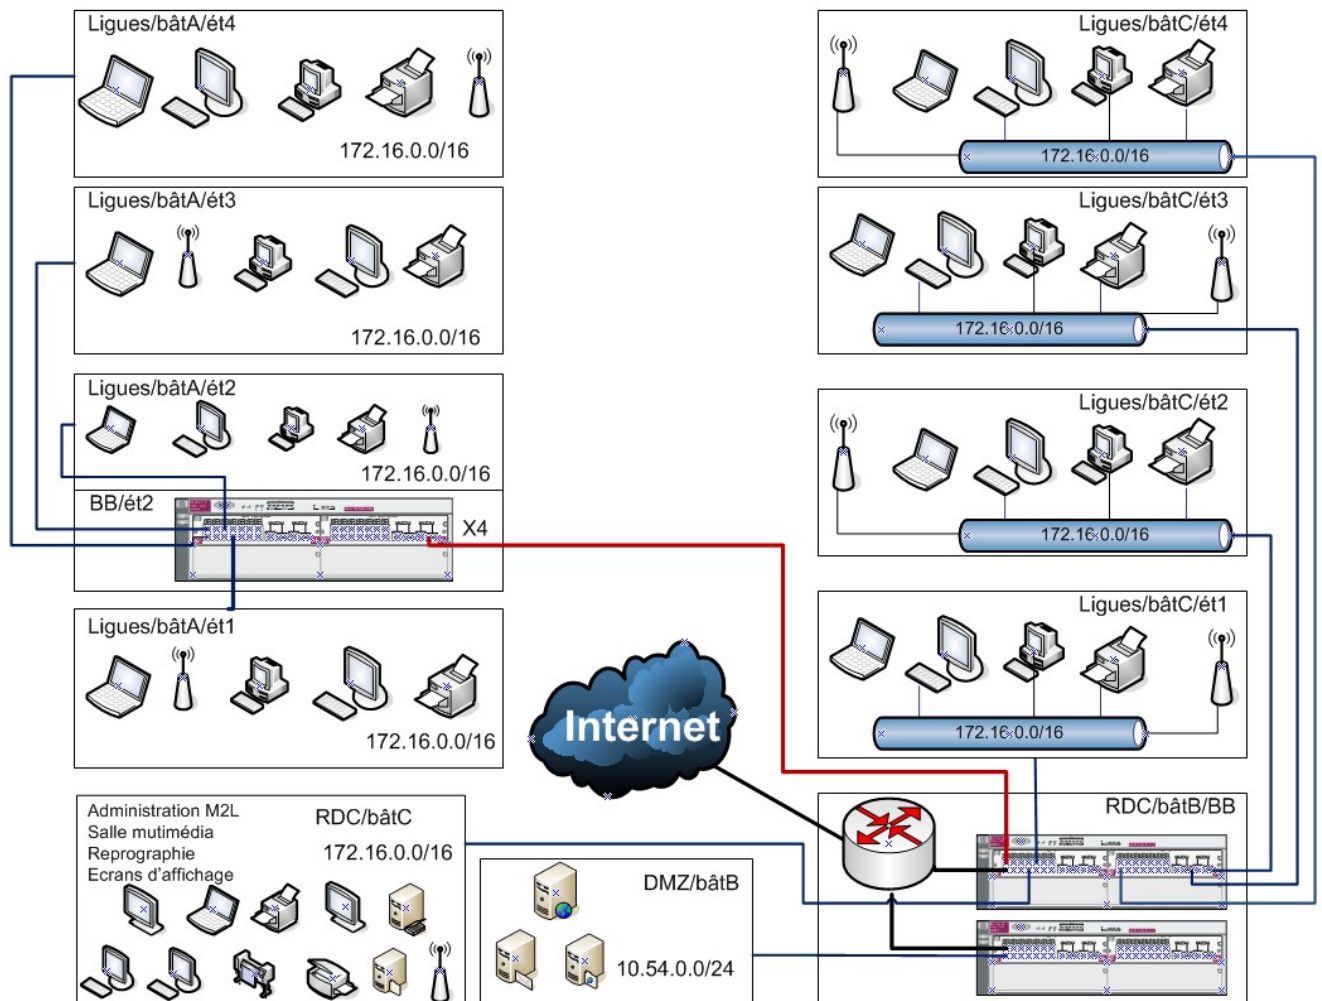 Ligues/bâtA/ét4
172.16.0.0/16
Ligues/bâtA/ét3
172.16.0.0/16
Ligues/bâtA/ét2
172.16.0.0/16
BB/ét2
X4
Ligues/bâtA/ét1
172.16.0.0/16
Administration M2L
Salle mutimédia
Reprographie
Ecrans d'affichage
RDC/bâtC
172.16.0.0/16
Internet
DMZ/bâtB
10.54.0.0/24
Ligues/bâtC/ét4
172.16.0.0/16
Ligues/bâtC/ét3
172.16.0.0/16
Ligues/bâtC/ét2
172.16.0.0/16
Ligues/bâtC/ét1
172.16.0.0/16
RDC/bâtB/BB